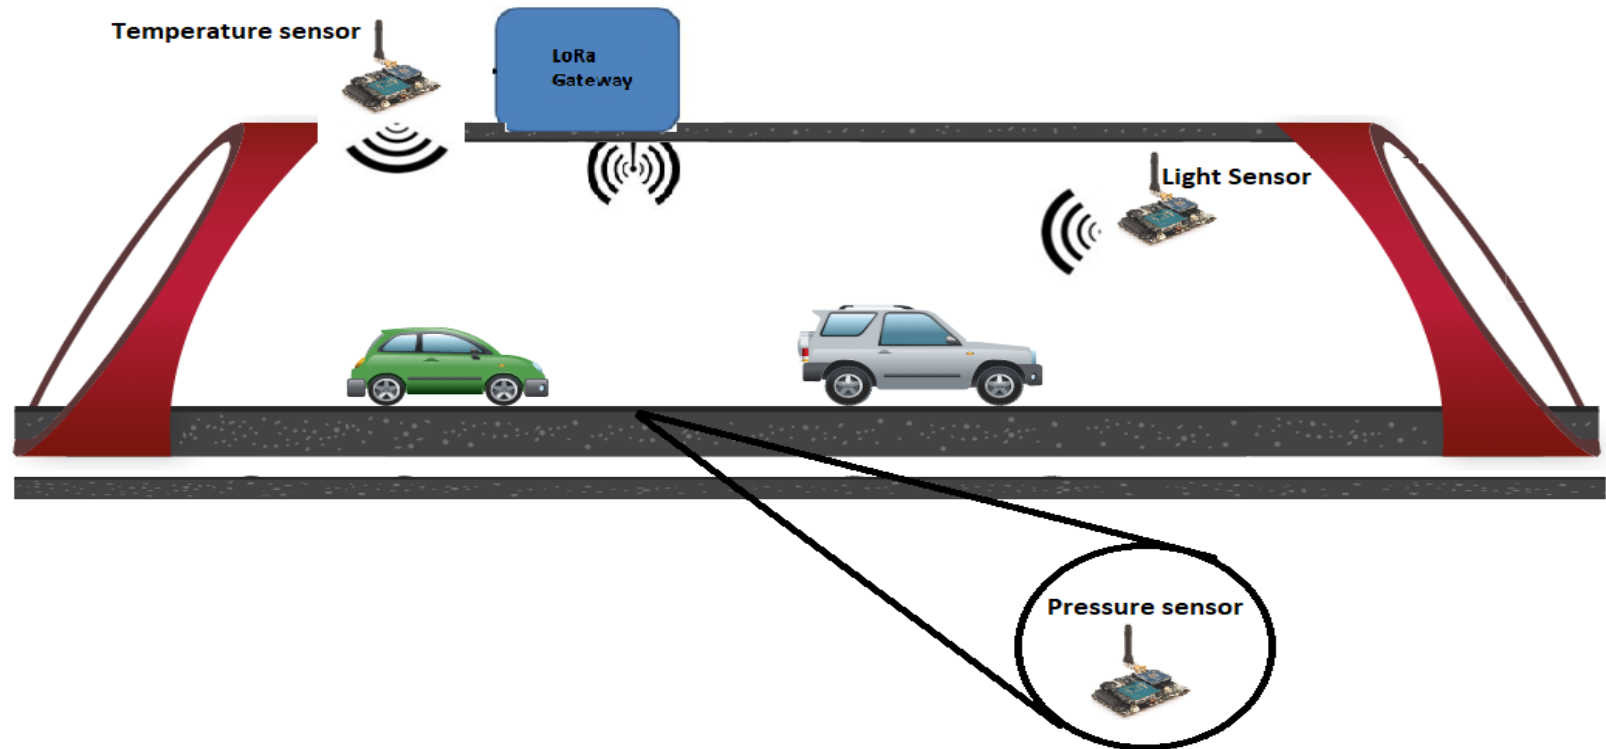 Temperature sensor
LoRa
Gateway
Light Sensor
Pressure sensor